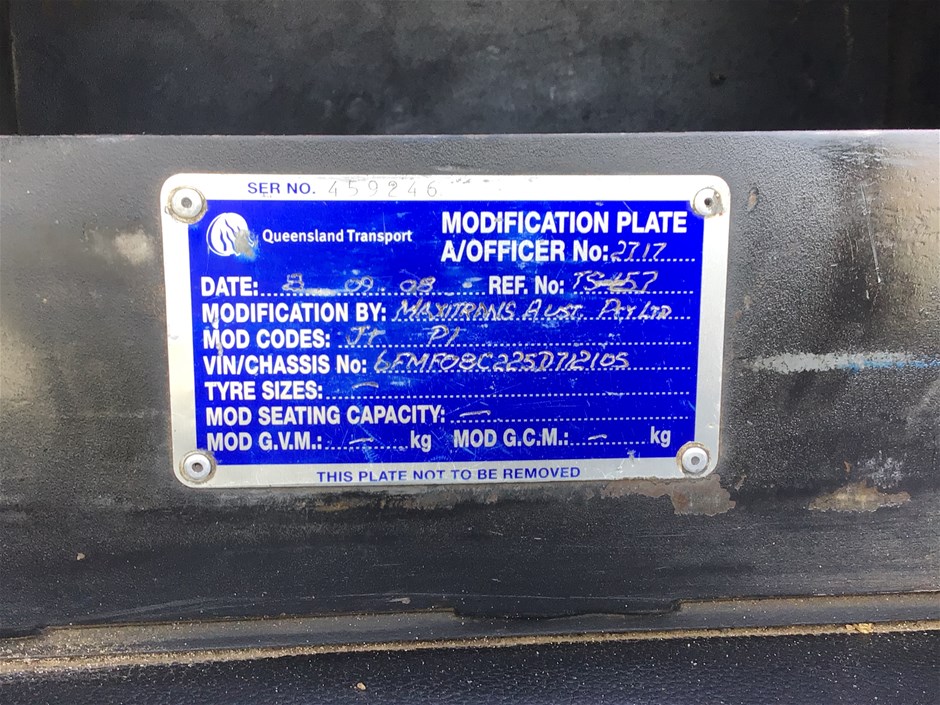 SER NO. 459246
Queensland Transport
MODIFICATION PLATE
A/OFFICER No: 2717
DATE: 8 09 08 REF. No: TS457
MODIFICATION BY: MAXITRANS AUST. PTY LTD
MOD CODES: J1 P1
VIN/CHASSIS No: 6FMF08C225D712105
TYRE SIZES: –
MOD SEATING CAPACITY: –
MOD G.V.M.: – kg MOD G.C.M.: – kg
THIS PLATE NOT TO BE REMOVED